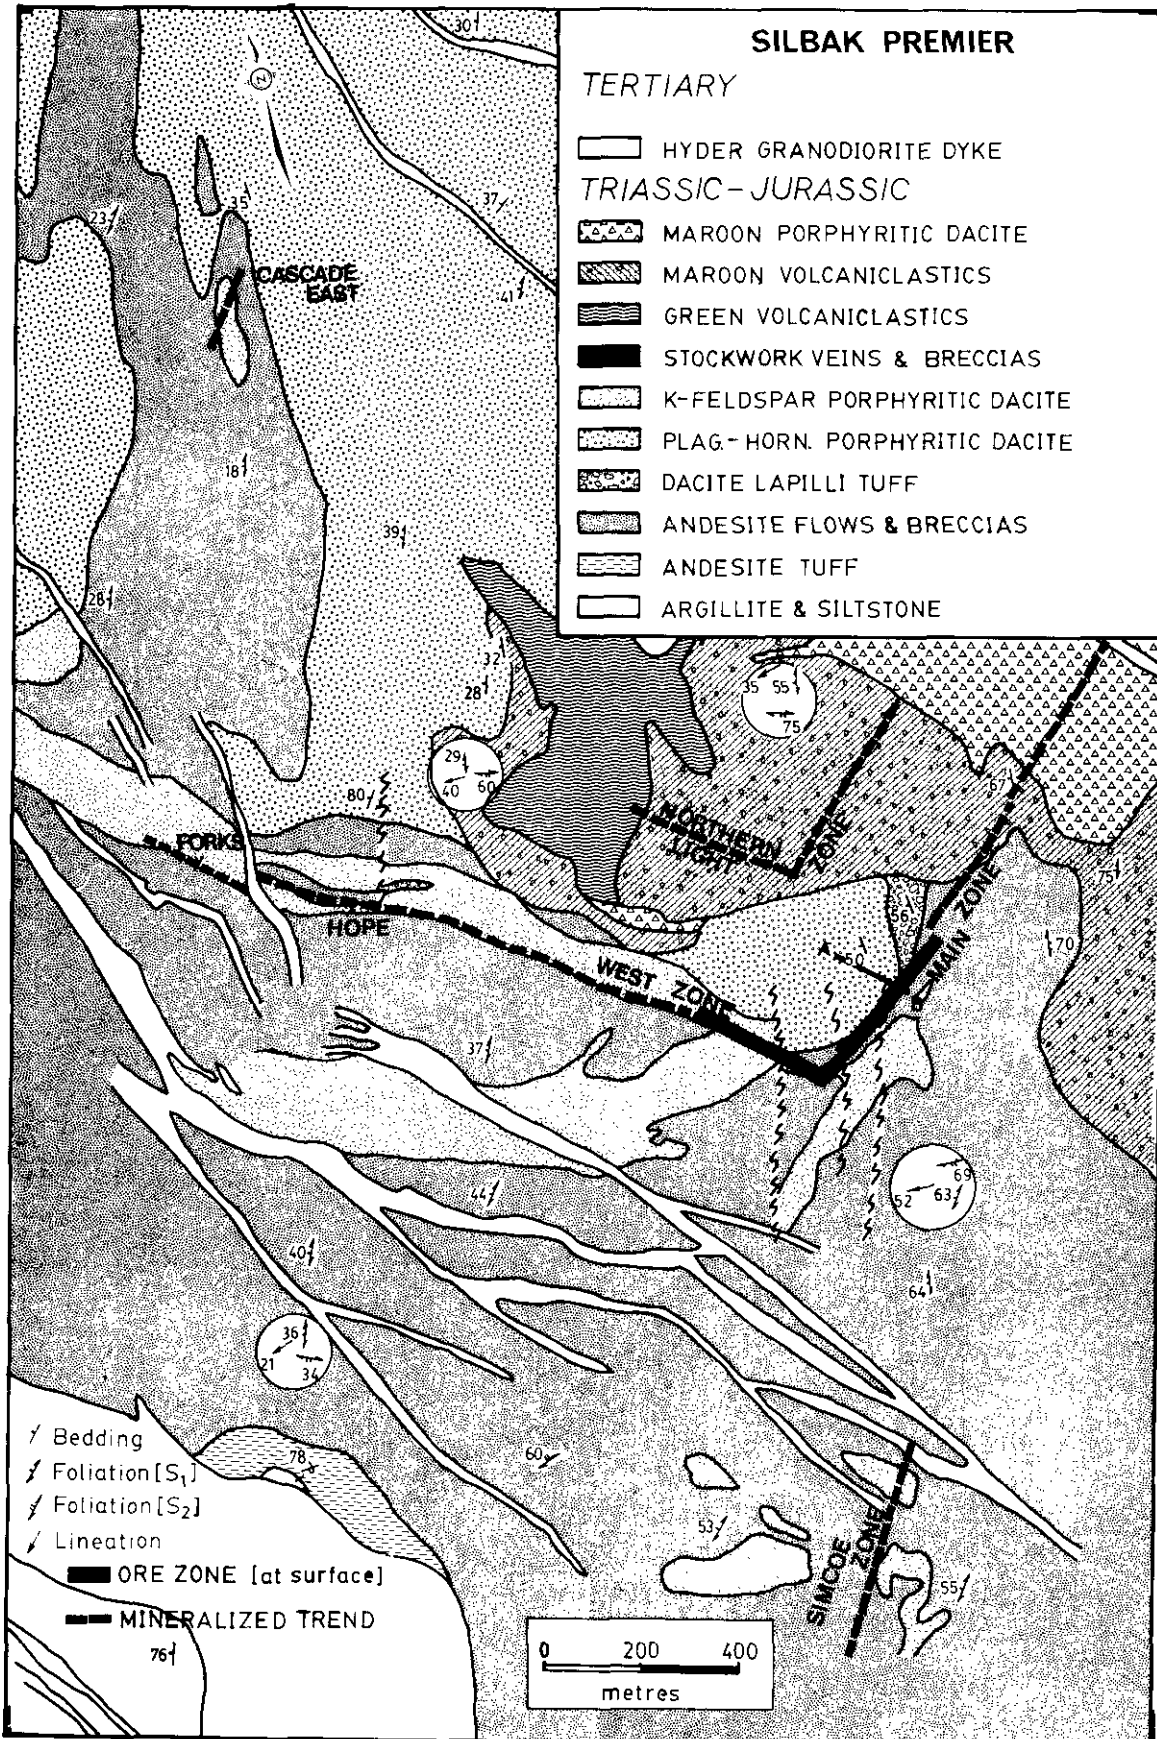 SILBAK PREMIER
TERTIARY
HYDER GRANODIORITE DYKE
TRIASSIC-JURASSIC
MAROON PORPHYRITIC DACITE
MAROON VOLCANICLASTICS
GREEN VOLCANICLASTICS
STOCKWORK VEINS & BRECCIAS
K-FELDSPAR PORPHYRITIC DACITE
PLAG.-HORN. PORPHYRITIC DACITE
DACITE LAPILLI TUFF
ANDESITE FLOWS & BRECCIAS
ANDESITE TUFF
ARGILLITE & SILTSTONE
30
N
35
37
23
CASCADE
EAST
41
18
39
28
32
28
35 55
75
29
40 60
80
67
NORTHERN
LIGHT
ZONE
FORKS
HOPE
WEST ZONE
MAIN ZONE
75
56
A
50
70
37
69
52 63
44
40
64
36
21
34
78
60
53
55
SIMCOE
ZONE
Bedding
Foliation [S1]
Foliation [S2]
Lineation
ORE ZONE [at surface]
MINERALIZED TREND
76
0 200 400
metres